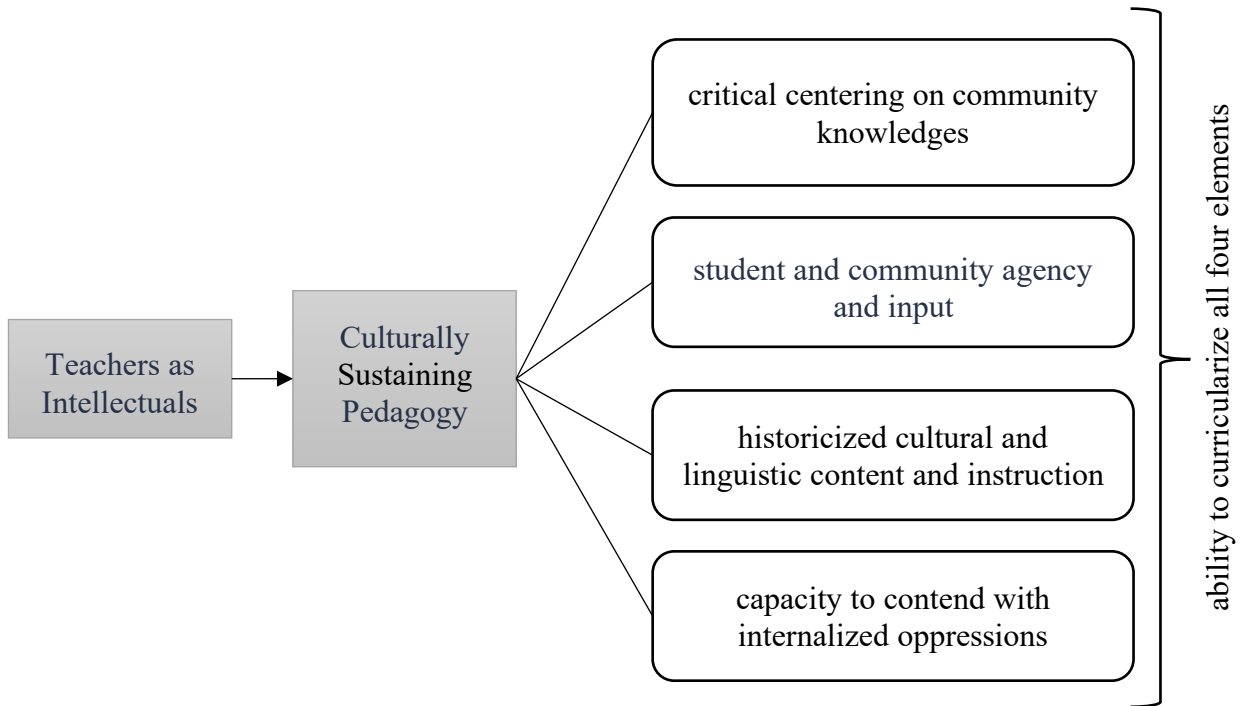 Teachers as
Intellectuals
Culturally
Sustaining
Pedagogy
critical centering on community
knowledges
student and community agency
and input
historicized cultural and
linguistic content and instruction
capacity to contend with
internalized oppressions
ability to curricularize all four elements